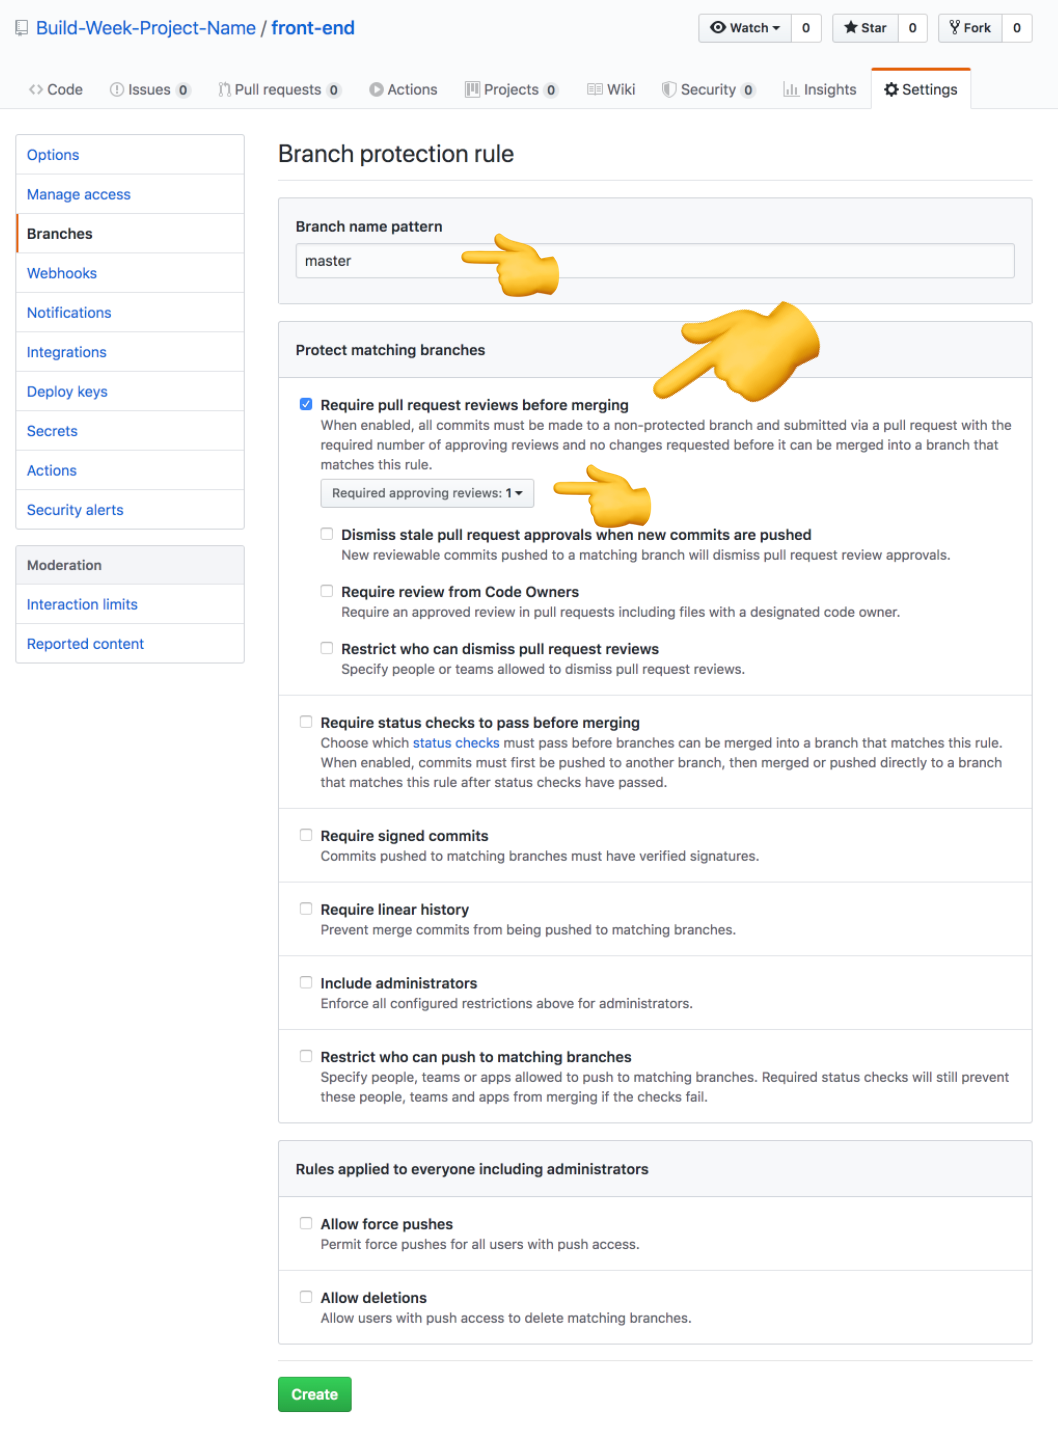 Build-Week-Project-Name / front-end
Watch 0 Star 0 Fork 0
Code Issues 0 Pull requests 0 Actions Projects 0 Wiki Security 0 Insights Settings
Options
Manage access
Branches
Webhooks
Notifications
Integrations
Deploy keys
Secrets
Actions
Security alerts
Moderation
Interaction limits
Reported content
Branch protection rule
Branch name pattern
master
Protect matching branches
Require pull request reviews before merging
When enabled, all commits must be made to a non-protected branch and submitted via a pull request with the
required number of approving reviews and no changes requested before it can be merged into a branch that
matches this rule.
Required approving reviews: 1
Dismiss stale pull request approvals when new commits are pushed
New reviewable commits pushed to a matching branch will dismiss pull request review approvals.
Require review from Code Owners
Require an approved review in pull requests including files with a designated code owner.
Restrict who can dismiss pull request reviews
Specify people or teams allowed to dismiss pull request reviews.
Require status checks to pass before merging
Choose which status checks must pass before branches can be merged into a branch that matches this rule.
When enabled, commits must first be pushed to another branch, then merged or pushed directly to a branch
that matches this rule after status checks have passed.
Require signed commits
Commits pushed to matching branches must have verified signatures.
Require linear history
Prevent merge commits from being pushed to matching branches.
Include administrators
Enforce all configured restrictions above for administrators.
Restrict who can push to matching branches
Specify people, teams or apps allowed to push to matching branches. Required status checks will still prevent
these people, teams and apps from merging if the checks fail.
Rules applied to everyone including administrators
Allow force pushes
Permit force pushes for all users with push access.
Allow deletions
Allow users with push access to delete matching branches.
Create